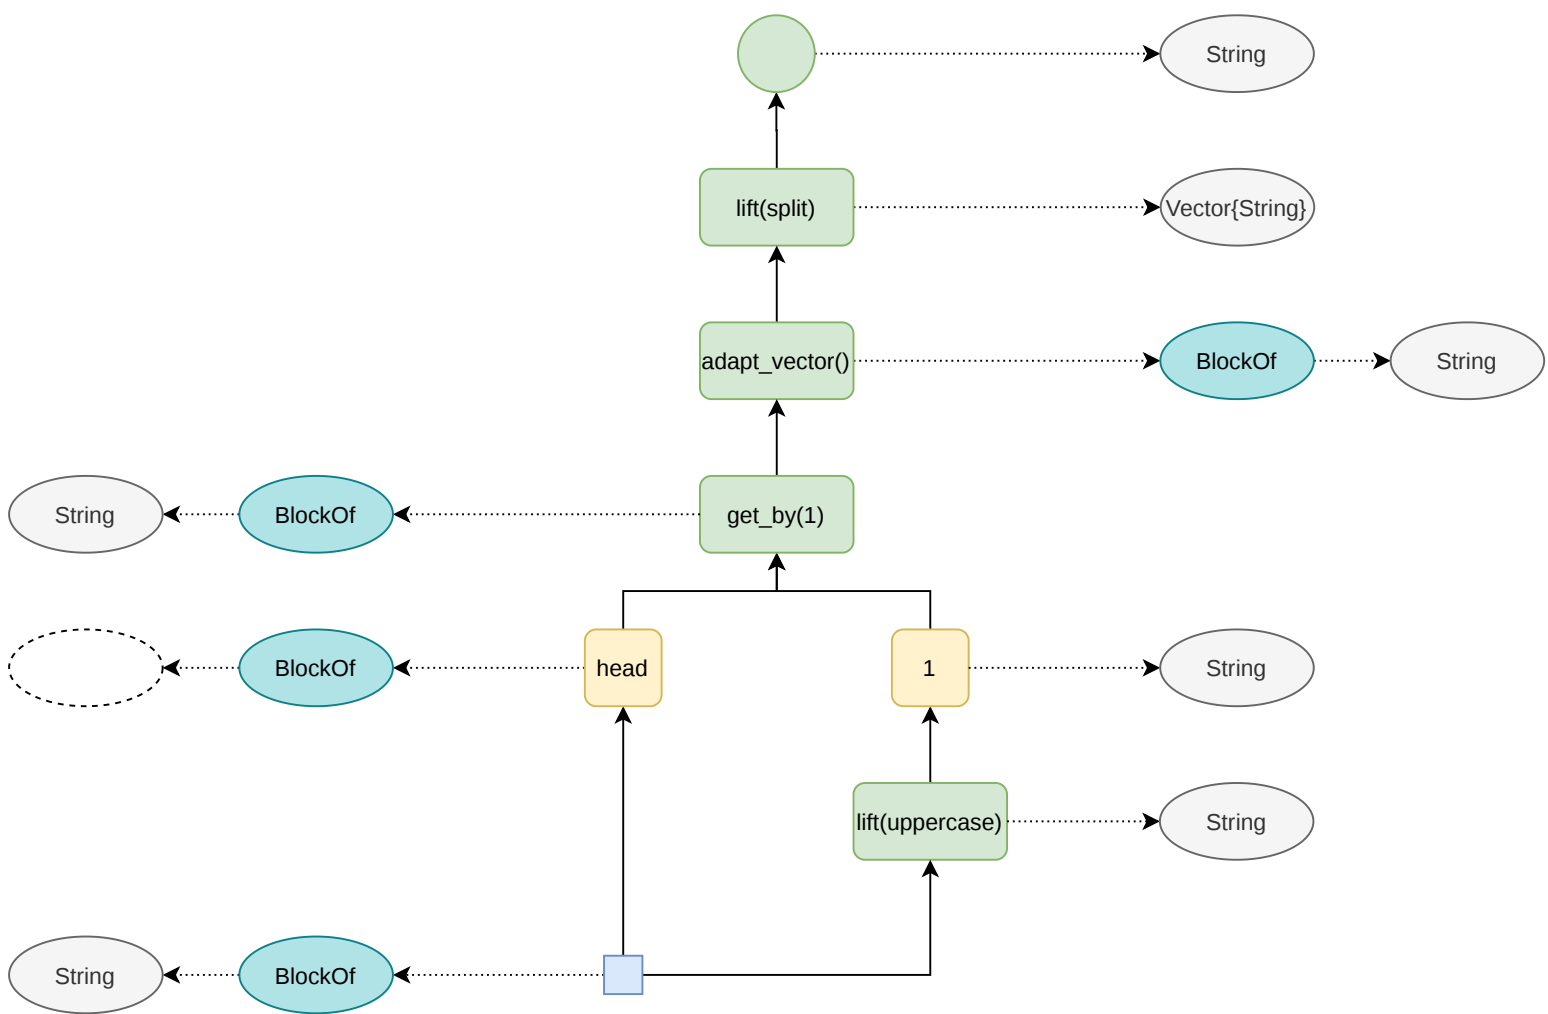 String
lift(split)
Vector{String}
adapt_vector()
BlockOf
String
String
BlockOf
get_by(1)
BlockOf
head
1
String
lift(uppercase)
String
String
BlockOf